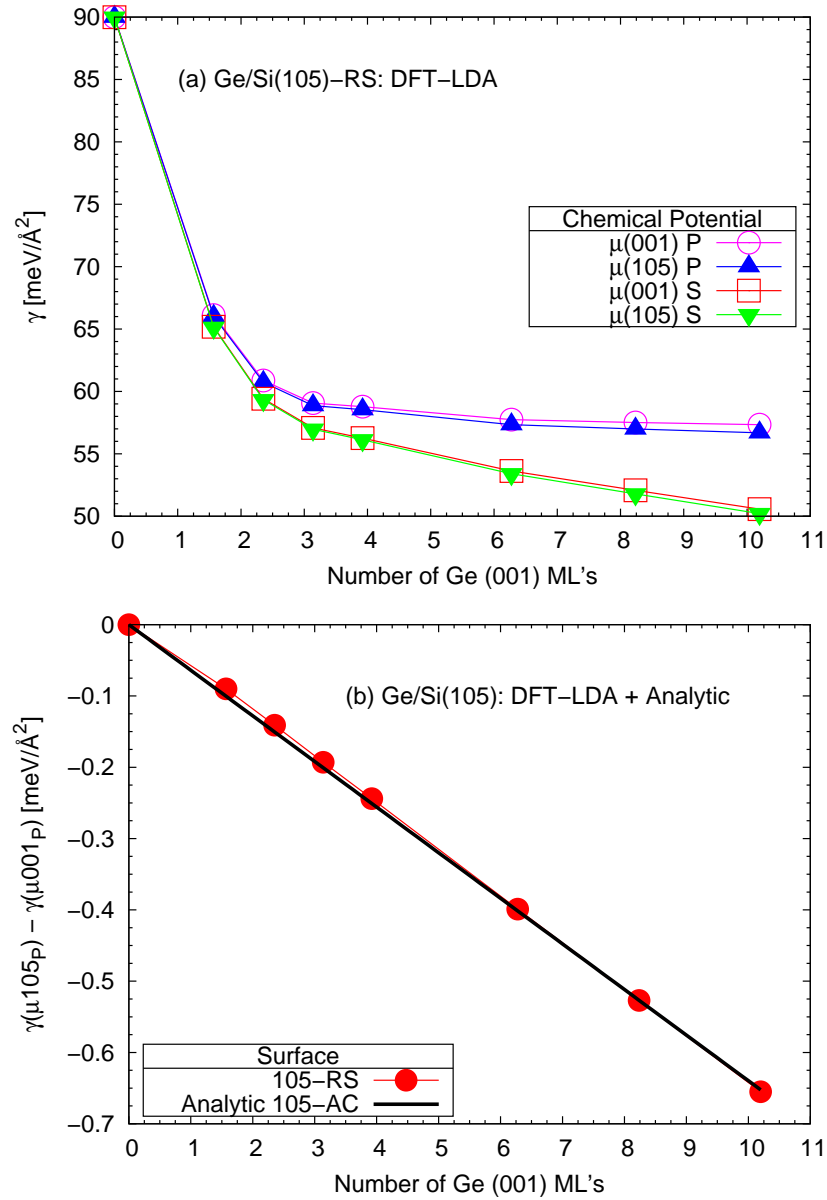 90
85
80
75
70
65
60
55
50
γ [meV/Å²]
(a) Ge/Si(105)−RS: DFT−LDA
Chemical Potential
μ(001) P
μ(105) P
μ(001) S
μ(105) S
0 1 2 3 4 5 6 7 8 9 10 11
Number of Ge (001) ML's
0
−0.1
−0.2
−0.3
−0.4
−0.5
−0.6
−0.7
γ(μ105P) − γ(μ001P) [meV/Å²]
(b) Ge/Si(105): DFT−LDA + Analytic
Surface
105−RS
Analytic 105−AC
0 1 2 3 4 5 6 7 8 9 10 11
Number of Ge (001) ML's